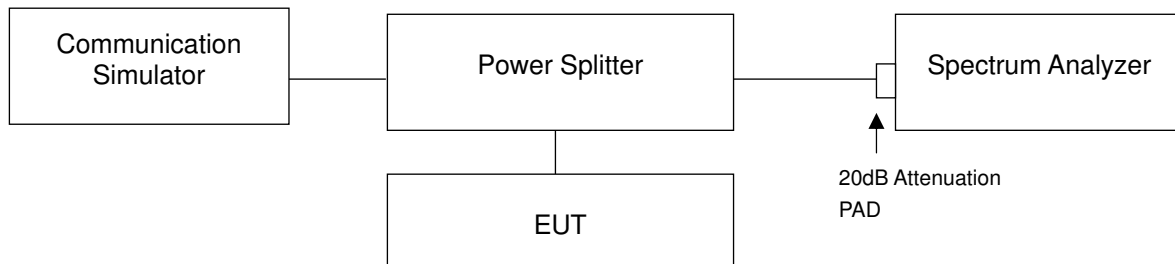 Communication
Simulator
Power Splitter
Spectrum Analyzer
20dB Attenuation
PAD
EUT